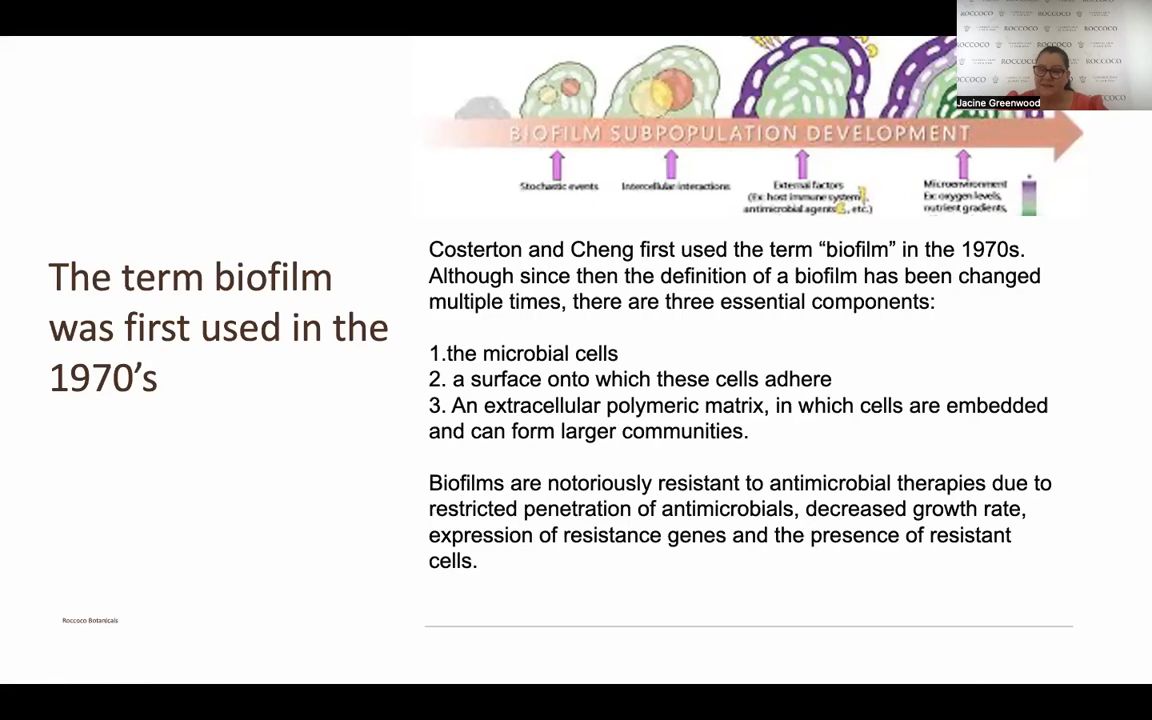 ROCCOCO
ROCCOCO
ROCCOCO
ROCCOCO
Jacine Greenwood
BIOFILM SUBPOPULATION DEVELOPMENT
Stochastic events
Intercellular interactions
External factors
(Ex: host immune system
antimicrobial agents , etc.)
Microenvironment
Ex: oxygen levels,
nutrient gradients,
The term biofilm
was first used in the
1970’s
Costerton and Cheng first used the term “biofilm” in the 1970s.
Although since then the definition of a biofilm has been changed
multiple times, there are three essential components:
1.the microbial cells
2. a surface onto which these cells adhere
3. An extracellular polymeric matrix, in which cells are embedded
and can form larger communities.
Biofilms are notoriously resistant to antimicrobial therapies due to
restricted penetration of antimicrobials, decreased growth rate,
expression of resistance genes and the presence of resistant
cells.
Roccoco Botanicals